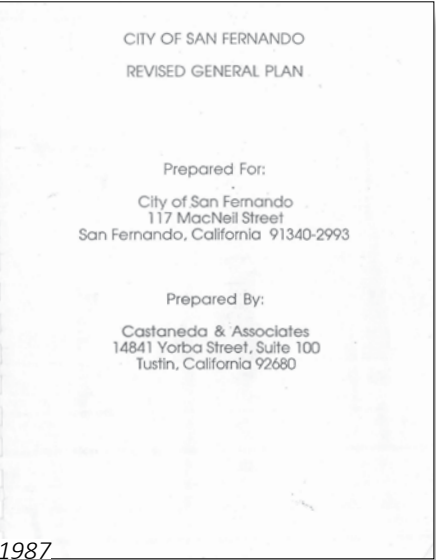 CITY OF SAN FERNANDO
REVISED GENERAL PLAN
Prepared For:
City of San Fernando
117 MacNeil Street
San Fernando, California 91340-2993
Prepared By:
Castaneda & Associates
14841 Yorba Street, Suite 100
Tustin, California 92680
1987